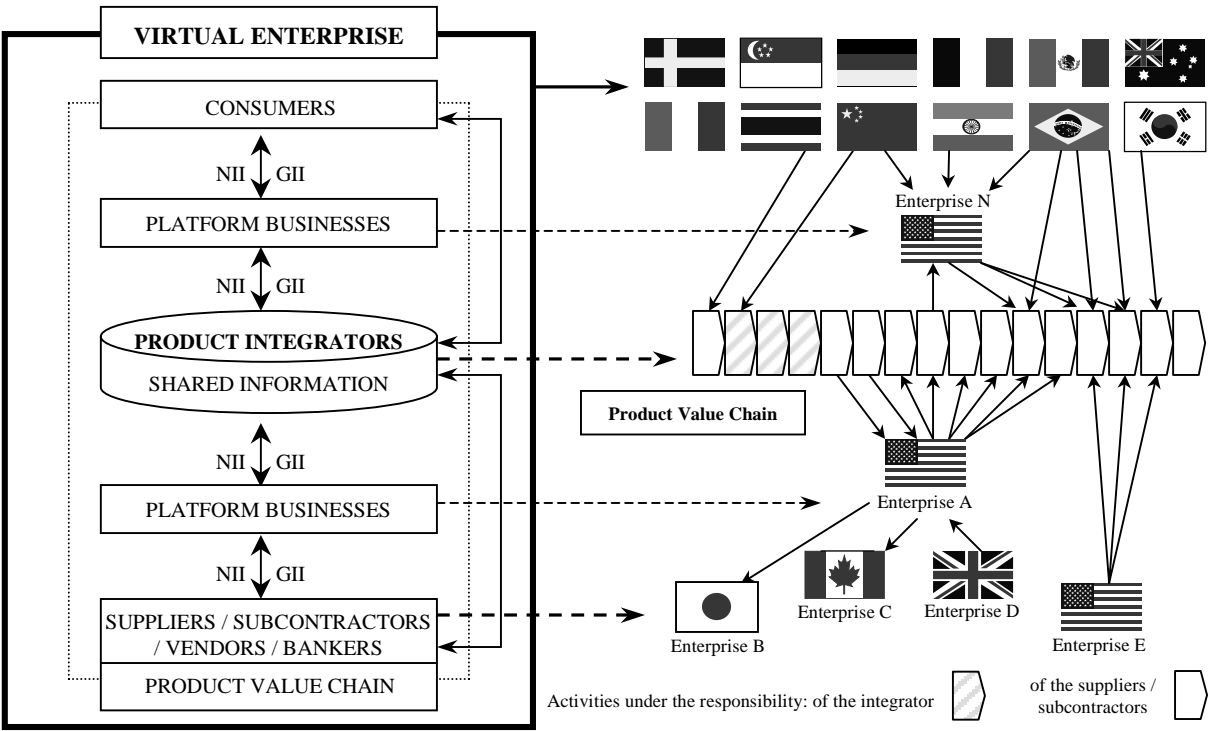 VIRTUAL ENTERPRISE
CONSUMERS
NII GII
PLATFORM BUSINESSES
NII GII
PRODUCT INTEGRATORS
SHARED INFORMATION
NII GII
PLATFORM BUSINESSES
NII GII
SUPPLIERS / SUBCONTRACTORS
/ VENDORS / BANKERS
PRODUCT VALUE CHAIN
Enterprise N
Product Value Chain
Enterprise A
Enterprise B
Enterprise C
Enterprise D
Enterprise E
Activities under the responsibility: of the integrator
of the suppliers /
subcontractors